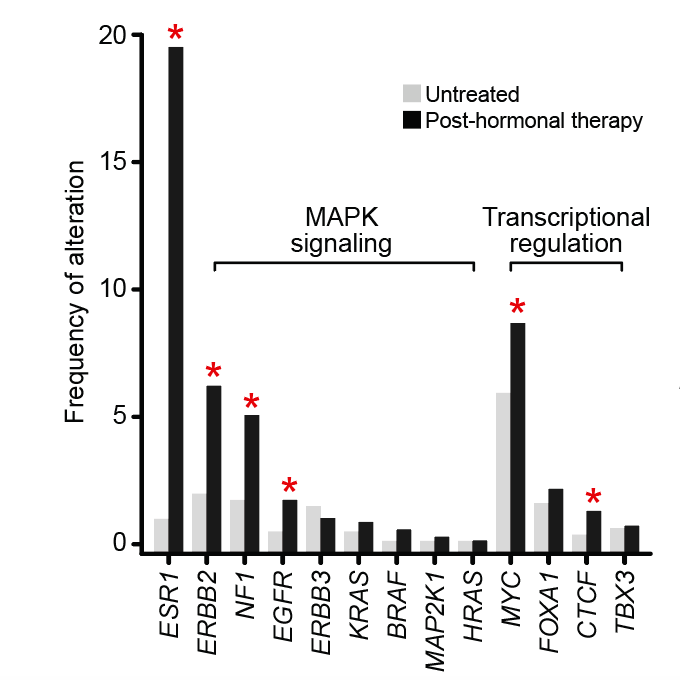 20
15
10
5
0
Frequency of alteration
Untreated
Post-hormonal therapy
MAPK
signaling
Transcriptional
regulation
*
*
*
*
*
*
ESR1
ERBB2
NF1
EGFR
ERBB3
KRAS
BRAF
MAP2K1
HRAS
MYC
FOXA1
CTCF
TBX3